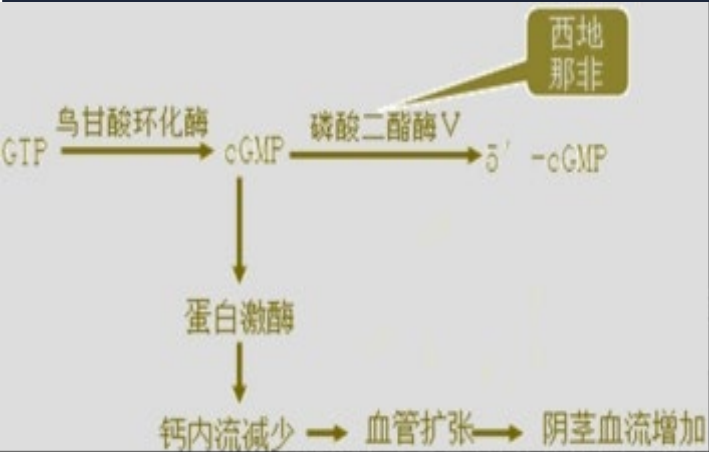 西地
那非
乌甘酸环化酶
磷酸二酯酶V
GTP
cGMP
5′ -cGMP
蛋白激酶
钙内流减少
血管扩张
阴茎血流增加